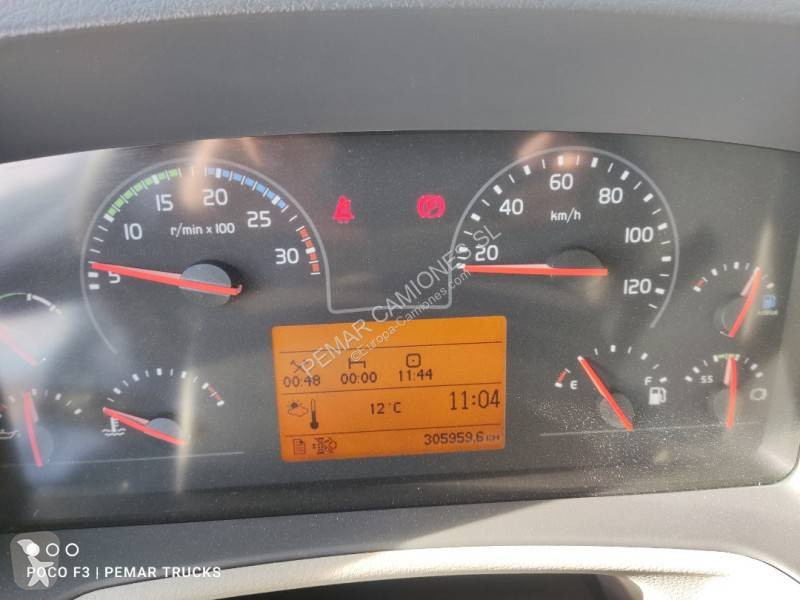 5
10
15
20
25
30
r/min x 100
20
40
60
80
100
120
km/h
00:48 00:00 11:44
12°C 11:04
305959,6 KM
E F
SS
PEMAR CAMIONES SL
©Europa-Camiones.com
POCO F3 | PEMAR TRUCKS